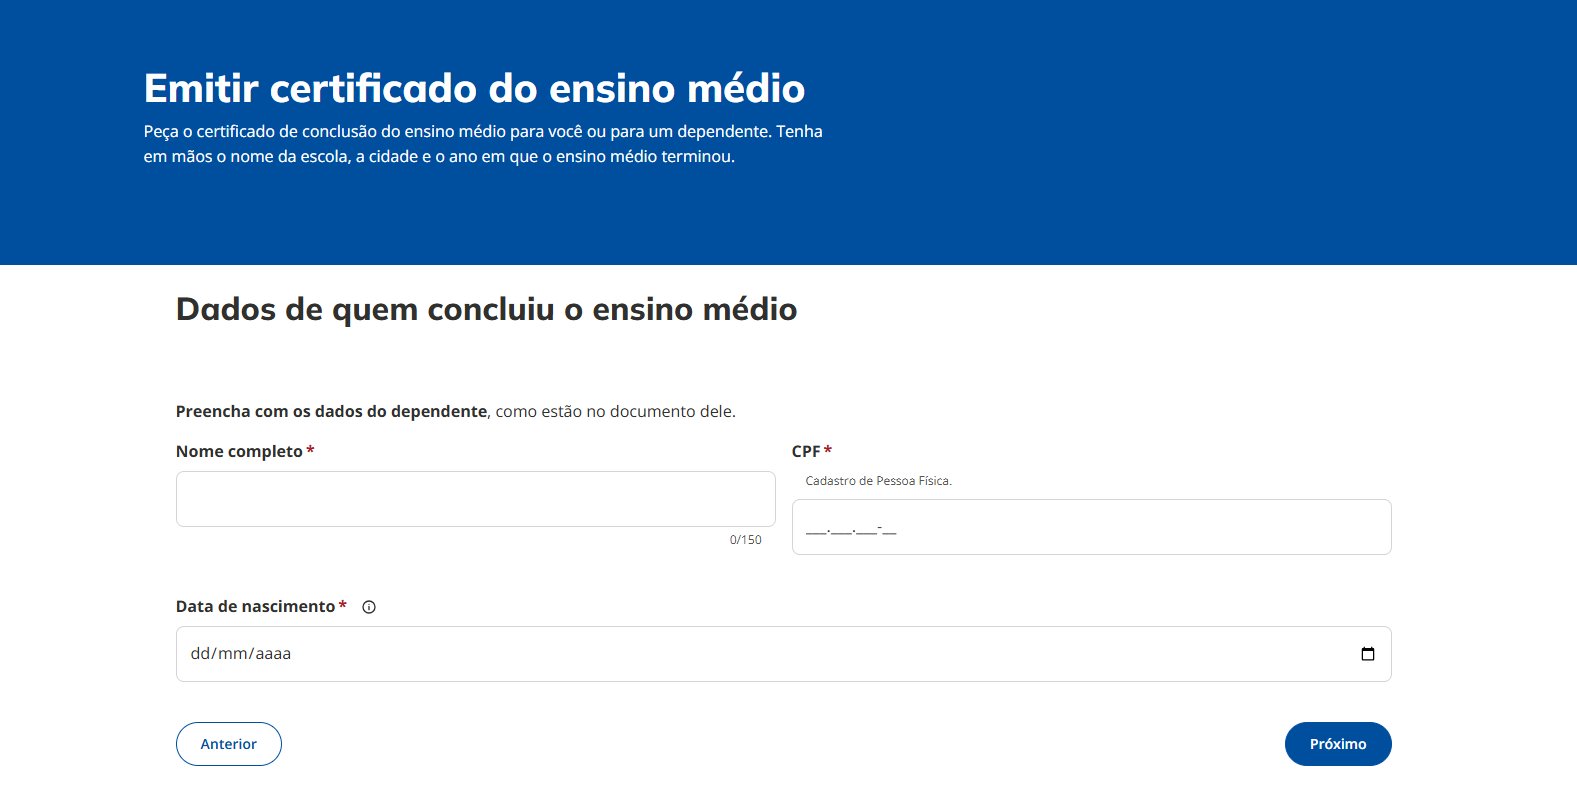 Emitir certificado do ensino médio
Peça o certificado de conclusão do ensino médio para você ou para um dependente. Tenha
em mãos o nome da escola, a cidade e o ano em que o ensino médio terminou.
Dados de quem concluiu o ensino médio
Preencha com os dados do dependente, como estão no documento dele.
Nome completo *
0/150
CPF *
Cadastro de Pessoa Física.
___.___.___-__
Data de nascimento *
dd/mm/aaaa
Anterior
Próximo